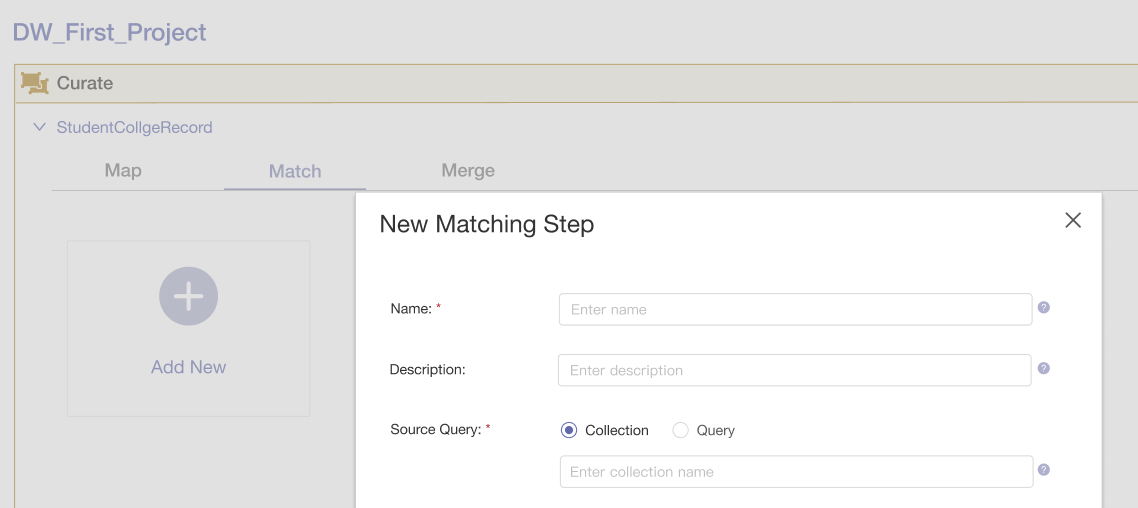 DW_First_Project
Curate
StudentCollgeRecord
Map Match Merge
New Matching Step
Add New
Name: * Enter name ?
Description: Enter description ?
Source Query: * Collection Query
Enter collection name ?